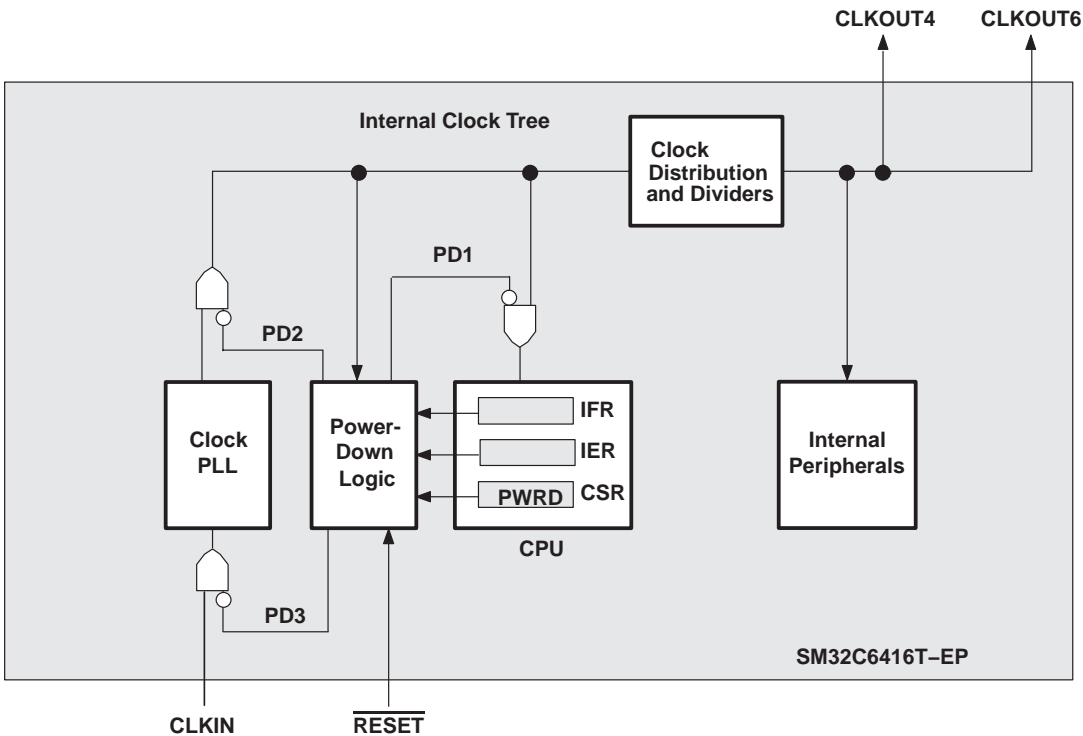 CLKOUT4 CLKOUT6
Internal Clock Tree
Clock
Distribution
and Dividers
PD1
PD2
Clock
PLL
Power-
Down
Logic
IFR
IER
PWRD CSR
CPU
Internal
Peripherals
PD3
SM32C6416T–EP
CLKIN
RESET